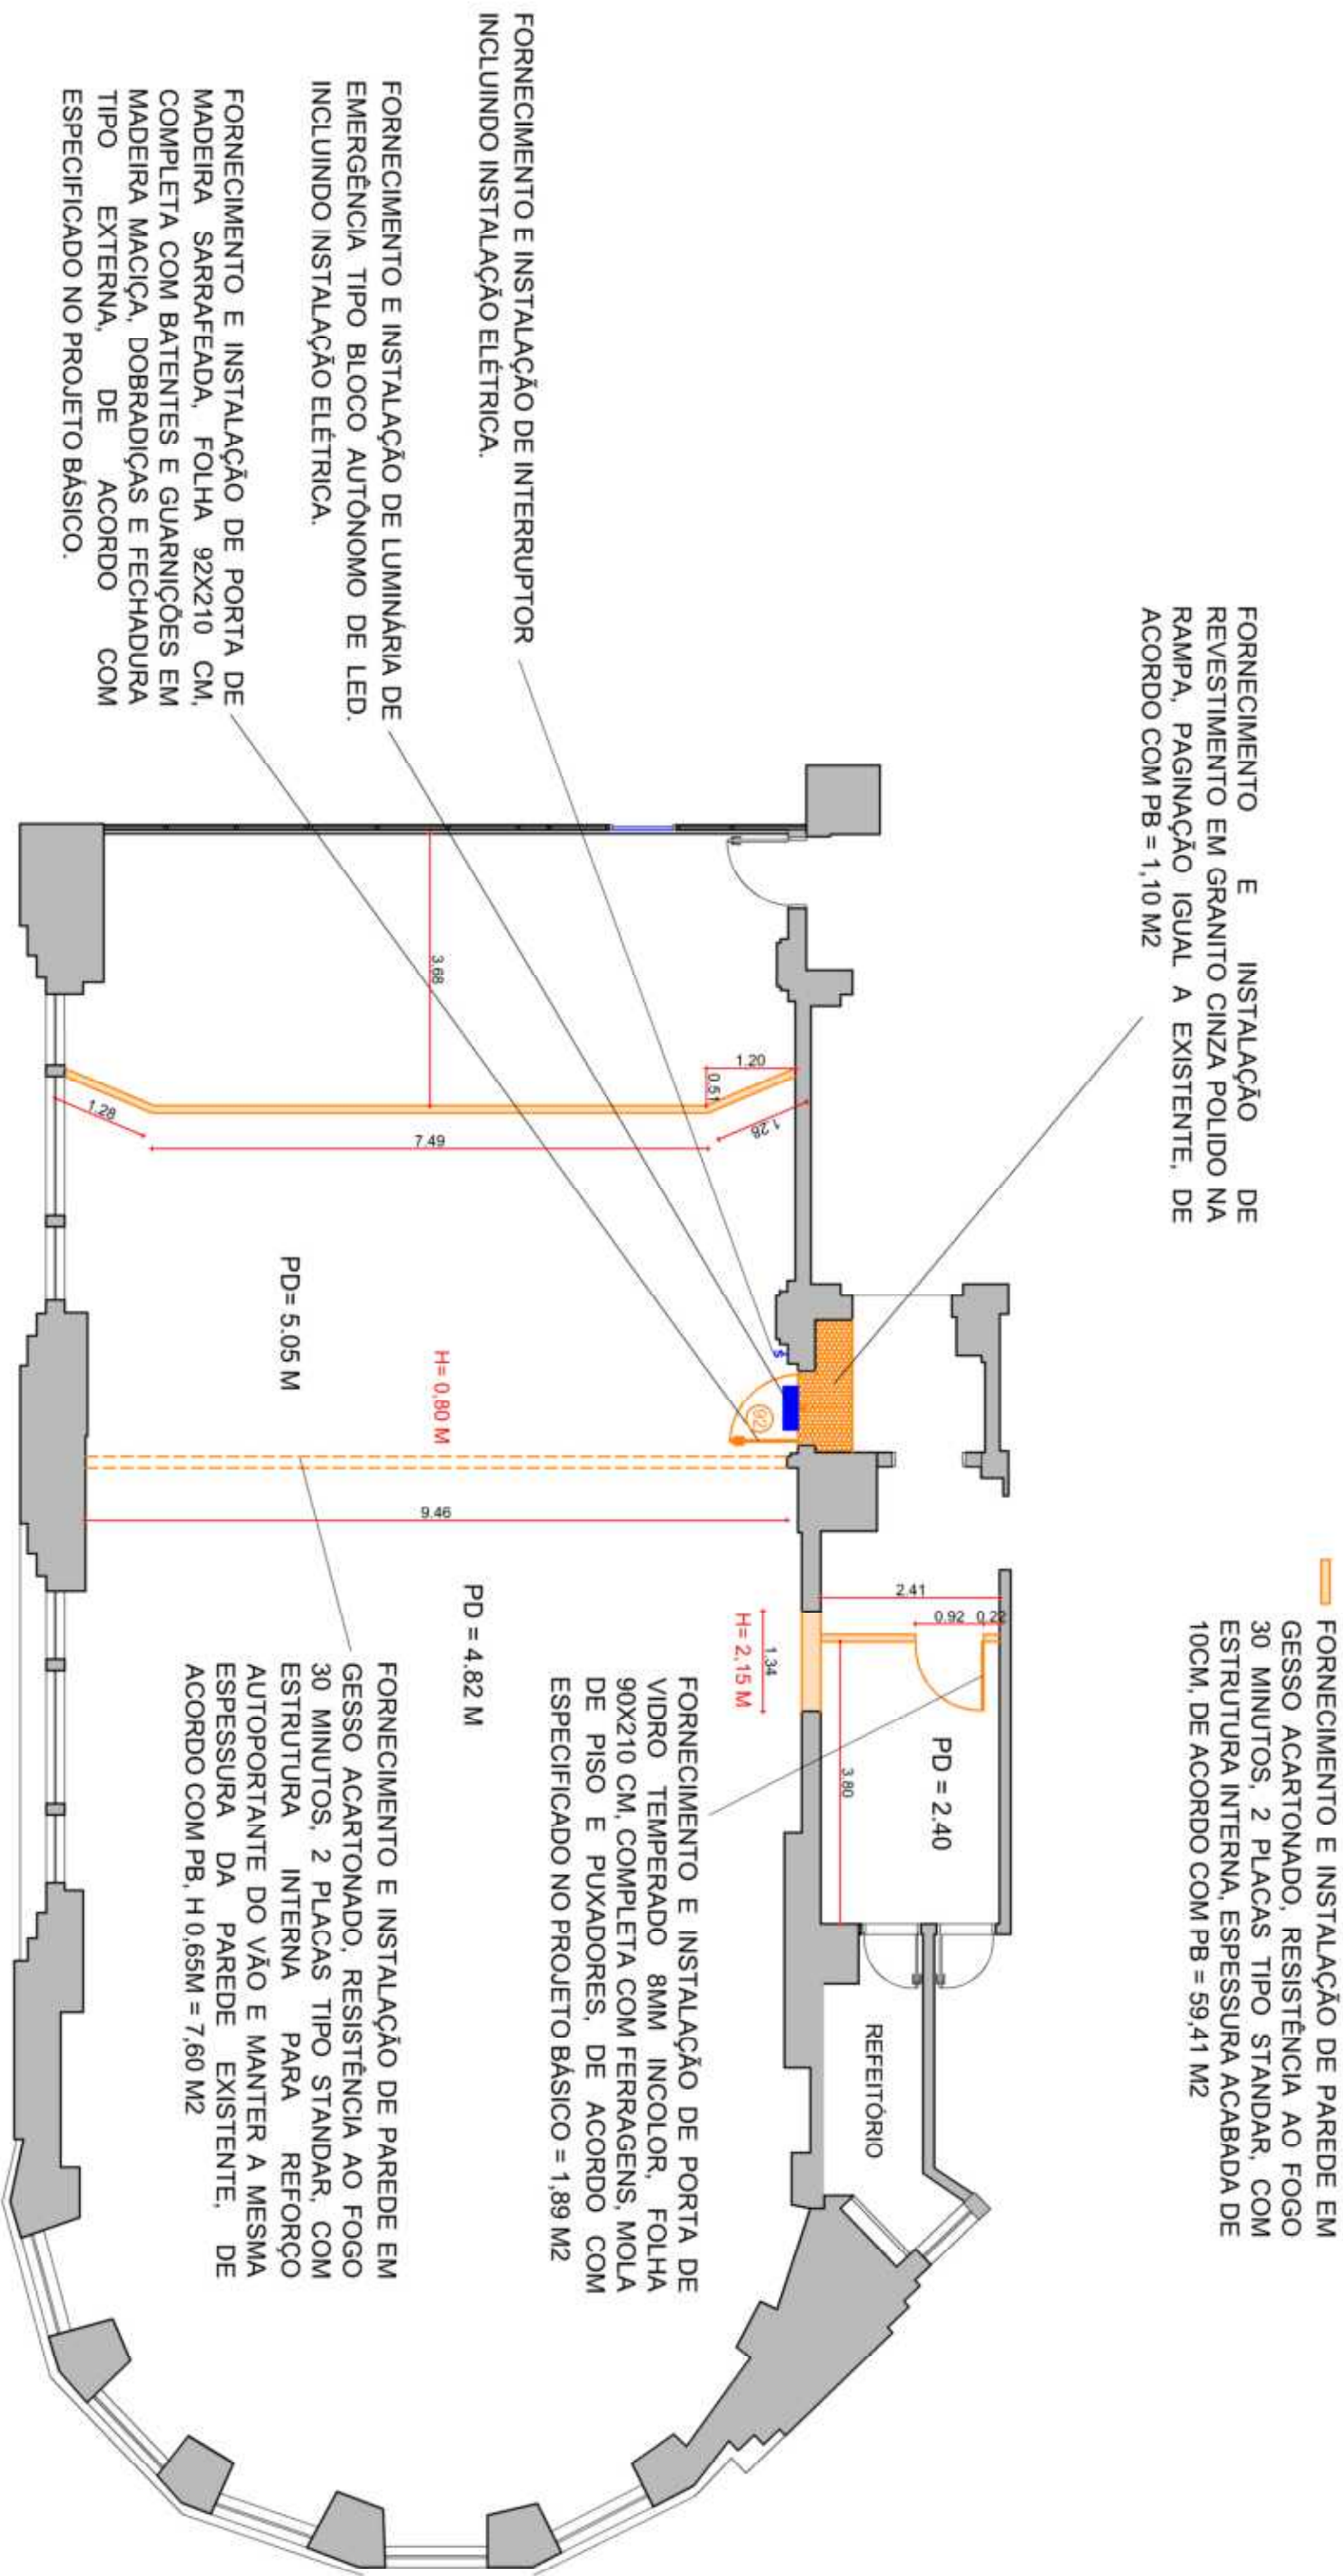 FORNECIMENTO E INSTALAÇÃO DE PAREDE EM
GESSO ACARTONADO, RESISTÊNCIA AO FOGO
30 MINUTOS, 2 PLACAS TIPO STANDAR, COM
ESTRUTURA INTERNA, ESPESSURA ACABADA DE
10CM, DE ACORDO COM PB = 59,41 M2
FORNECIMENTO E INSTALAÇÃO DE
REVESTIMENTO EM GRANITO CINZA POLIDO NA
RAMPA, PAGINAÇÃO IGUAL A EXISTENTE, DE
ACORDO COM PB = 1,10 M2
FORNECIMENTO E INSTALAÇÃO DE INTERRUPTOR
INCLUINDO INSTALAÇÃO ELÉTRICA.
FORNECIMENTO E INSTALAÇÃO DE LUMINÁRIA DE
EMERGÊNCIA TIPO BLOCO AUTÔNOMO DE LED.
INCLUINDO INSTALAÇÃO ELÉTRICA.
FORNECIMENTO E INSTALAÇÃO DE PORTA DE
MADEIRA SARRAFEADA, FOLHA 92X210 CM,
COMPLETA COM BATENTES E GUARNIÇÕES EM
MADEIRA MACIÇA, DOBRADIÇAS E FECHADURA
TIPO EXTERNA, DE ACORDO COM
ESPECIFICADO NO PROJETO BÁSICO.
2.41
0.92
0.22
PD = 2.40
3.80
REFEITÓRIO
1.34
H= 2,15 M
S
92
1.20
0.51
1.26
3.68
7.49
1.28
PD= 5.05 M
H= 0,80 M
9.46
PD = 4.82 M
FORNECIMENTO E INSTALAÇÃO DE PORTA DE
VIDRO TEMPERADO 8MM INCOLOR, FOLHA
90X210 CM, COMPLETA COM FERRAGENS, MOLA
DE PISO E PUXADORES, DE ACORDO COM
ESPECIFICADO NO PROJETO BÁSICO = 1,89 M2
FORNECIMENTO E INSTALAÇÃO DE PAREDE EM
GESSO ACARTONADO, RESISTÊNCIA AO FOGO
30 MINUTOS, 2 PLACAS TIPO STANDAR, COM
ESTRUTURA INTERNA PARA REFORÇO
AUTOPORTANTE DO VÃO E MANTER A MESMA
ESPESSURA DA PAREDE EXISTENTE, DE
ACORDO COM PB, H 0,65M = 7,60 M2